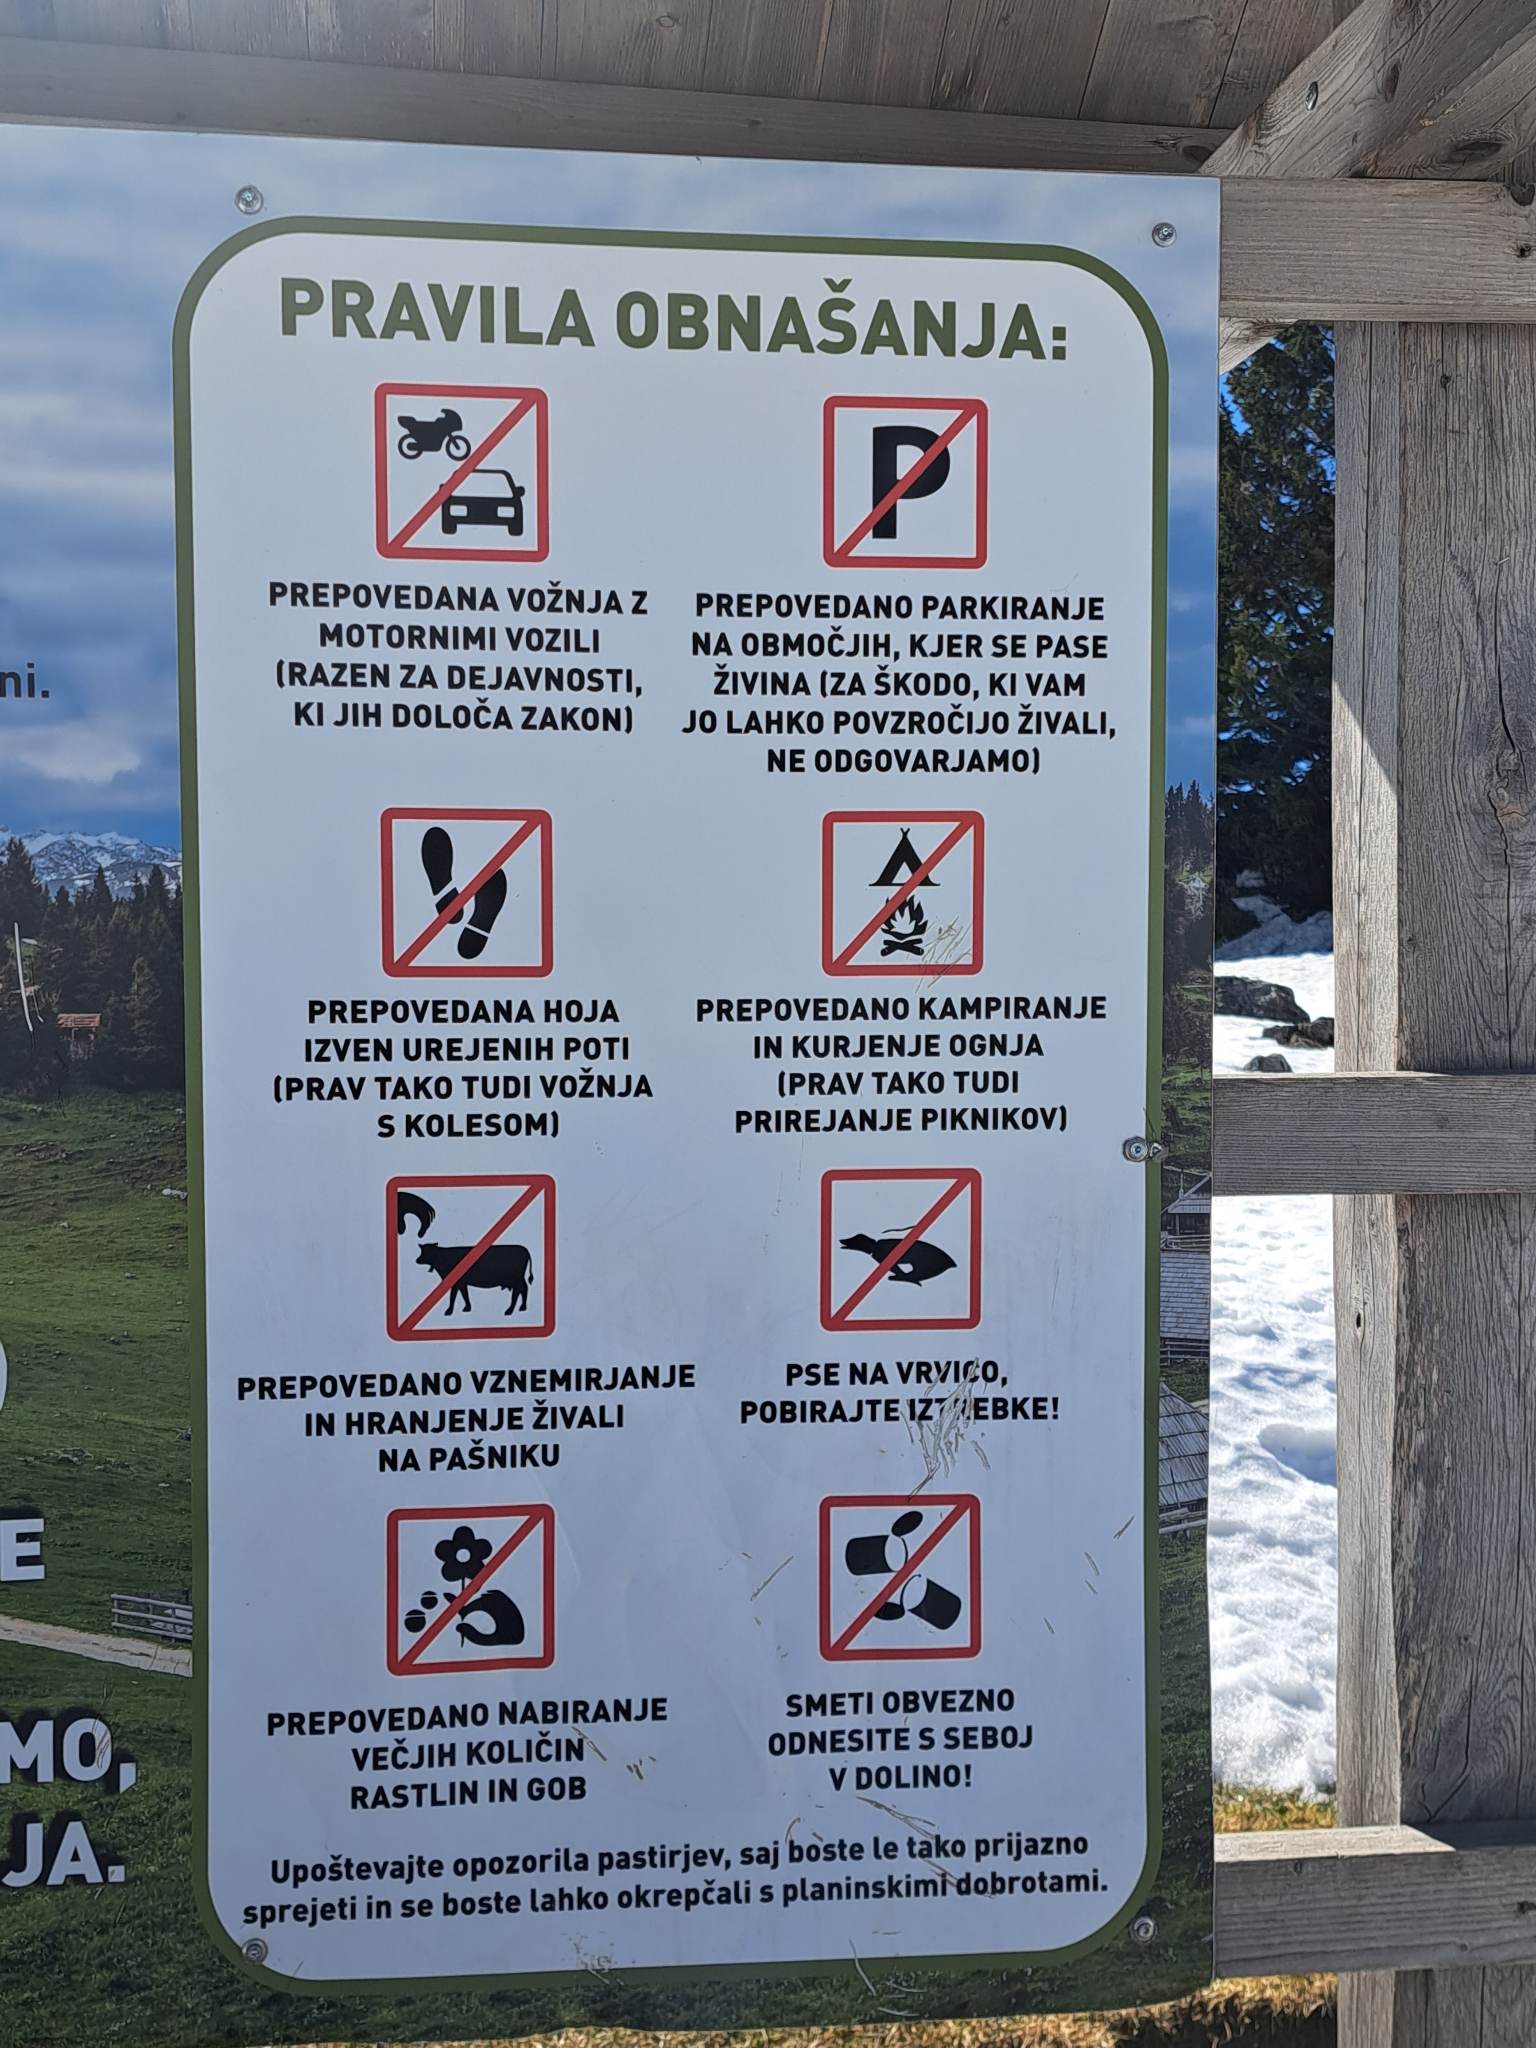 PRAVILA OBNAŠANJA:
P
PREPOVEDANA VOŽNJA Z
MOTORNIMI VOZILI
(RAZEN ZA DEJAVNOSTI,
KI JIH DOLOČA ZAKON)
PREPOVEDANO PARKIRANJE
NA OBMOČJIH, KJER SE PASE
ŽIVINA (ZA ŠKODO, KI VAM
JO LAHKO POVZROČIJO ŽIVALI,
NE ODGOVARJAMO)
PREPOVEDANA HOJA
IZVEN UREJENIH POTI
(PRAV TAKO TUDI VOŽNJA
S KOLESOM)
PREPOVEDANO KAMPIRANJE
IN KURJENJE OGNJA
(PRAV TAKO TUDI
PRIREJANJE PIKNIKOV)
PREPOVEDANO VZNEMIRJANJE
IN HRANJENJE ŽIVALI
NA PAŠNIKU
PSE NA VRVICO,
POBIRAJTE IZTREBKE!
PREPOVEDANO NABIRANJE
VEČJIH KOLIČIN
RASTLIN IN GOB
SMETI OBVEZNO
ODNESITE S SEBOJ
V DOLINO!
Upoštevajte opozorila pastirjev, saj boste le tako prijazno
sprejeti in se boste lahko okrepčali s planinskimi dobrotami.
ni.
E
MO,
JA.